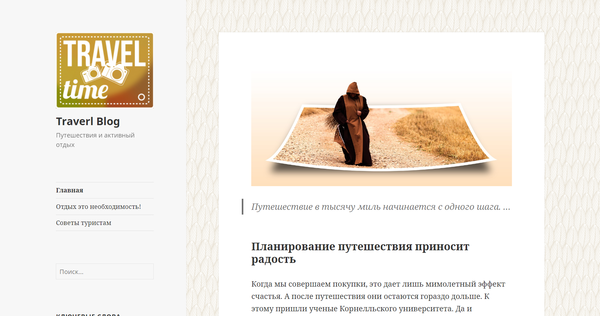 TRAVEL
time
Traverl Blog
Путешествия и активный
отдых
Главная
Отдых это необходимость!
Советы туристам
Поиск...
Путешествие в тысячу миль начинается с одного шага. ...
Планирование путешествия приносит
радость
Когда мы совершаем покупки, это дает лишь мимолетный эффект
счастья. А после путешествия они остаются гораздо дольше. К
этому пришли ученые Корнелльского университета. Да и